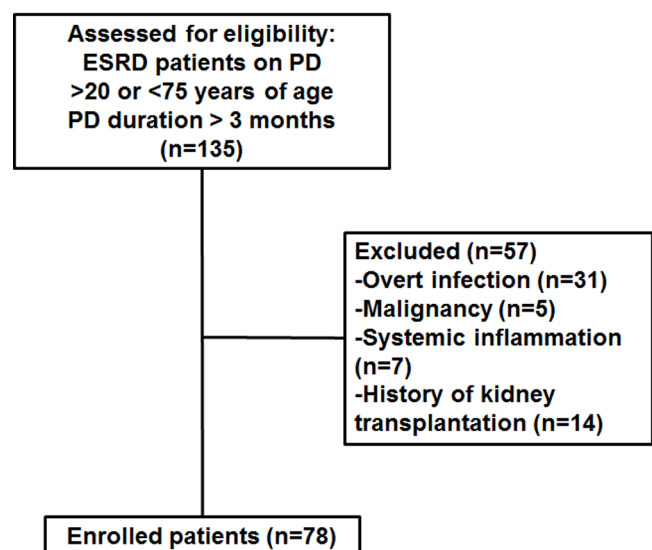 Assessed for eligibility:
ESRD patients on PD
>20 or <75 years of age
PD duration > 3 months
(n=135)
Excluded (n=57)
-Overt infection (n=31)
-Malignancy (n=5)
-Systemic inflammation
(n=7)
-History of kidney
transplantation (n=14)
Enrolled patients (n=78)